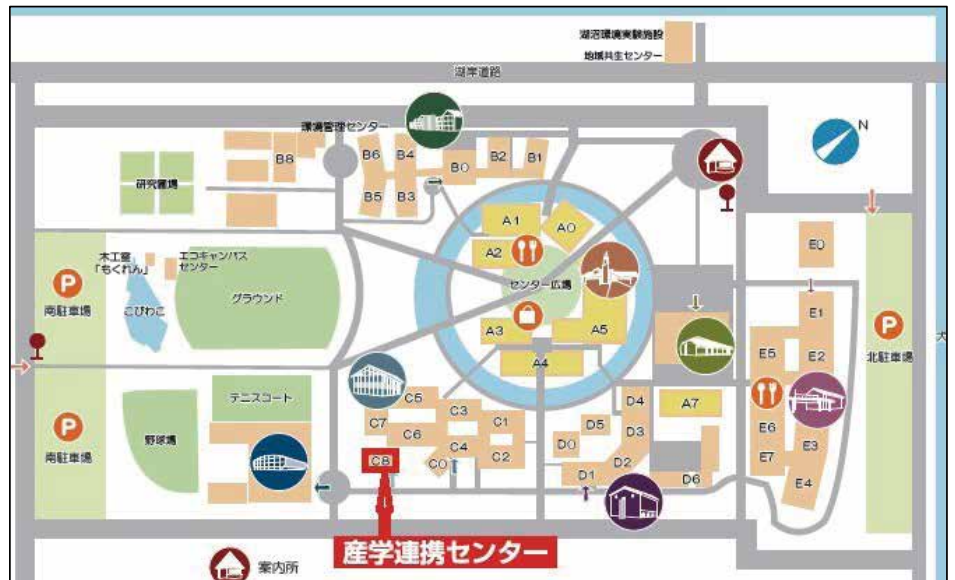 湖沼環境実験施設
地域共生センター
湖岸道路
N
環境管理センター
B8
B6
B4
B0
B2
B1
B5
B3
研究圃場
A1
A0
A2
E0
木工室
「もくれん」
エコキャンパス
センター
センター広場
P
南駐車場
こびわこ
グラウンド
A3
A5
A4
E1
E5
E2
P
北駐車場
テニスコート
C5
C7
C3
C6
C1
C4
C8
C0
C2
D4
A7
D5
D0
D3
D2
D1
D6
E6
E3
E7
E4
P
南駐車場
野球場
産学連携センター
案内所